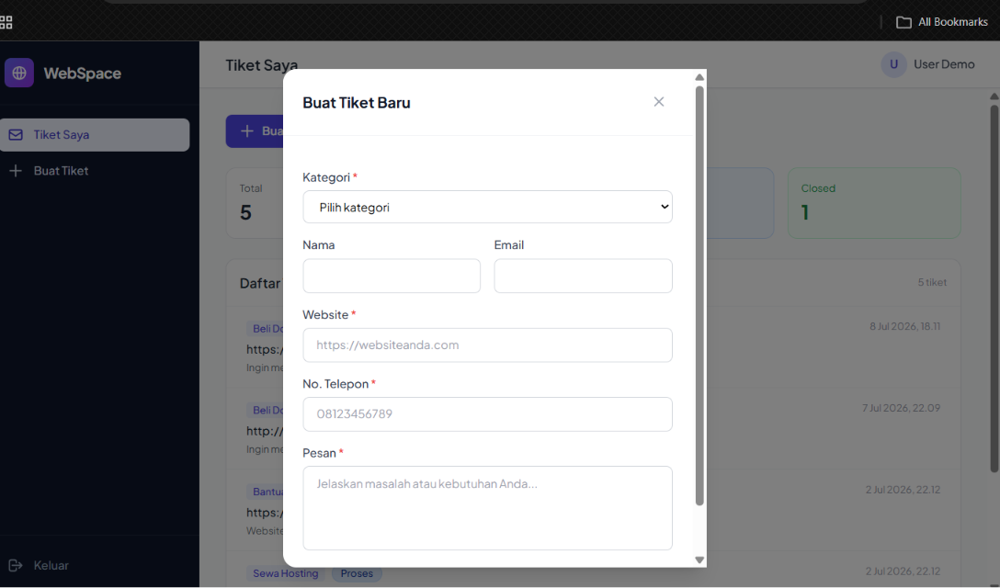 All Bookmarks
WebSpace
Tiket Saya
U User Demo
Buat Tiket Baru
Tiket Saya
Buat Tiket
+ Bua
Total
5
Closed
1
Kategori *
Pilih kategori
Nama Email
Website *
https://websiteanda.com
No. Telepon *
08123456789
Pesan *
Jelaskan masalah atau kebutuhan Anda...
Daftar
5 tiket
Beli Do
8 Jul 2026, 18.11
https:/
Ingin me
Beli Do
7 Jul 2026, 22.09
http://
Ingin me
Bantua
2 Jul 2026, 22.12
https:/
Website
Sewa Hosting Proses
2 Jul 2026, 22.12
Keluar